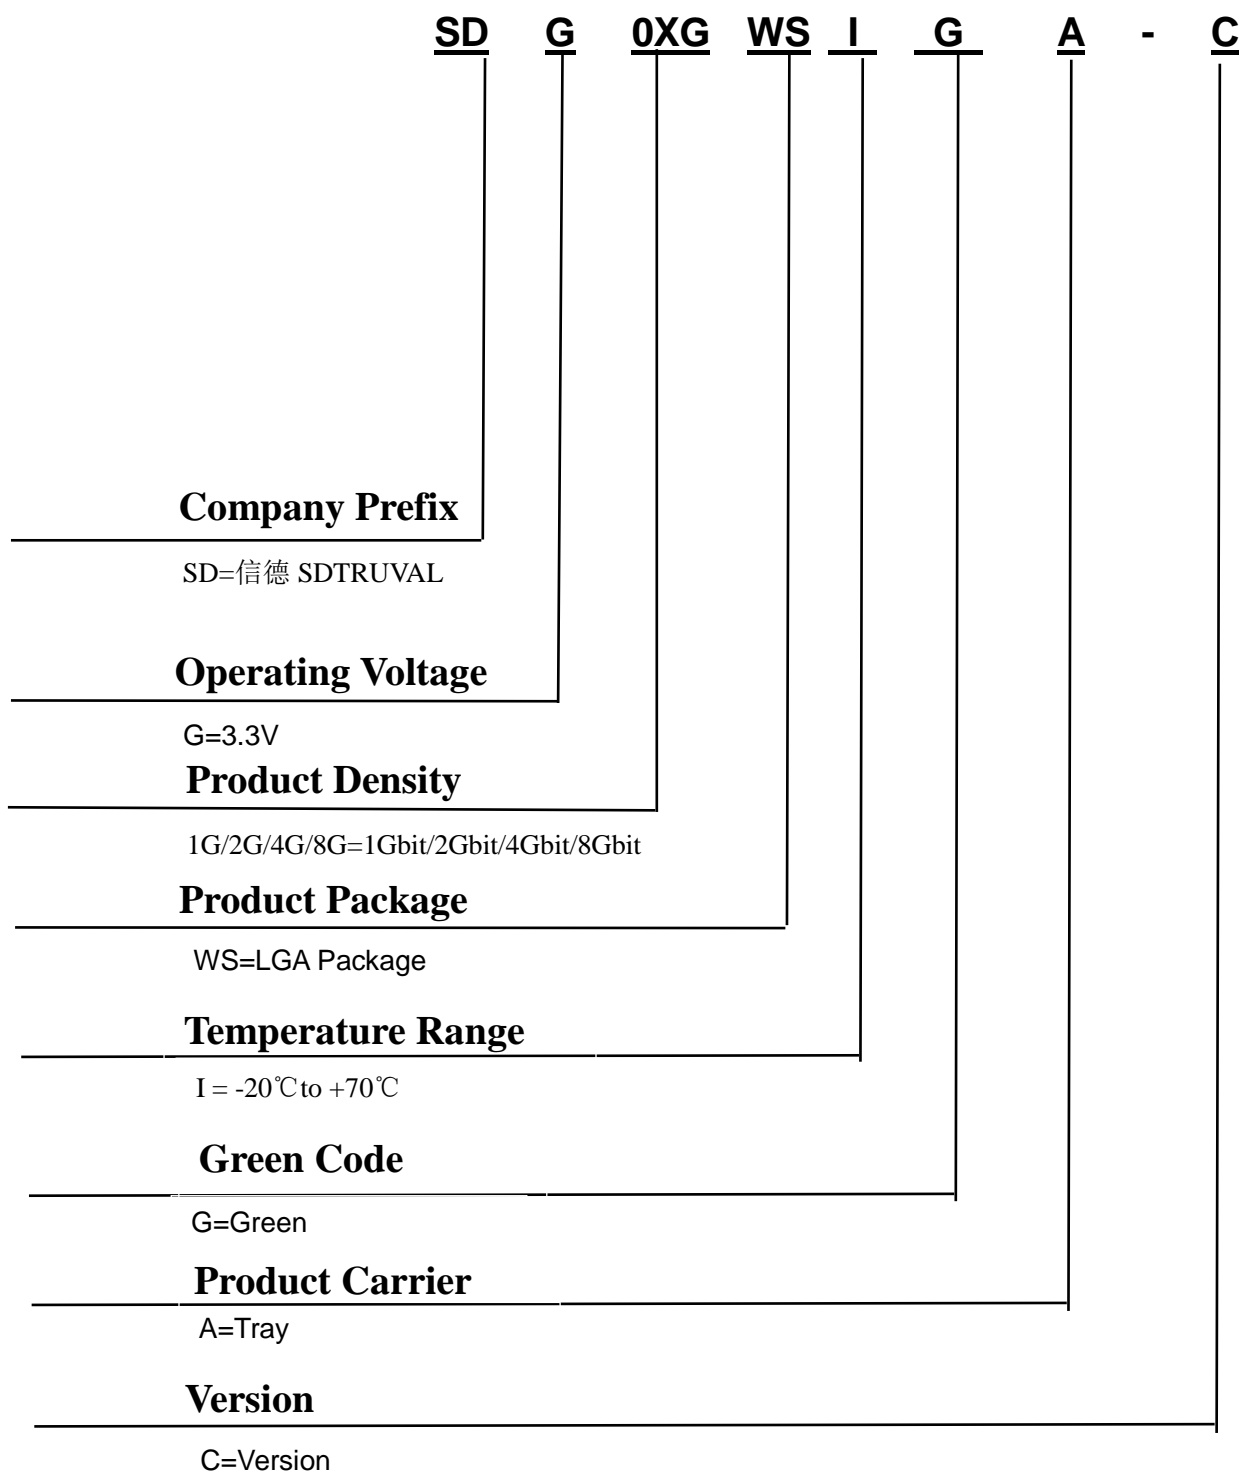 SD G 0XG WS I G A - C
Company Prefix
SD=信德 SDTRUVAL
Operating Voltage
G=3.3V
Product Density
1G/2G/4G/8G=1Gbit/2Gbit/4Gbit/8Gbit
Product Package
WS=LGA Package
Temperature Range
I = -20℃to +70℃
Green Code
G=Green
Product Carrier
A=Tray
Version
C=Version